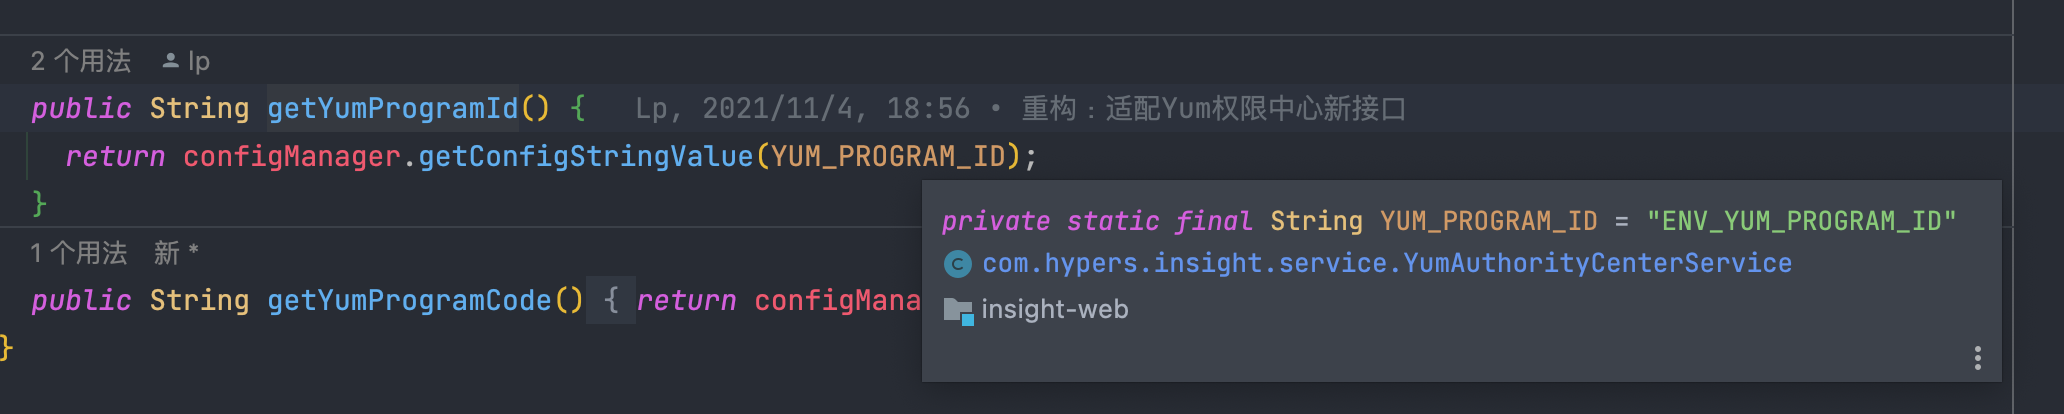 2 个用法 lp
public String getYumProgramId() { Lp, 2021/11/4, 18:56 • 重构：适配Yum权限中心新接口
return configManager.getConfigStringValue(YUM_PROGRAM_ID);
}
private static final String YUM_PROGRAM_ID = "ENV_YUM_PROGRAM_ID"
C com.hypers.insight.service.YumAuthorityCenterService
insight-web
1 个用法 新 *
public String getYumProgramCode() { return configMana
}